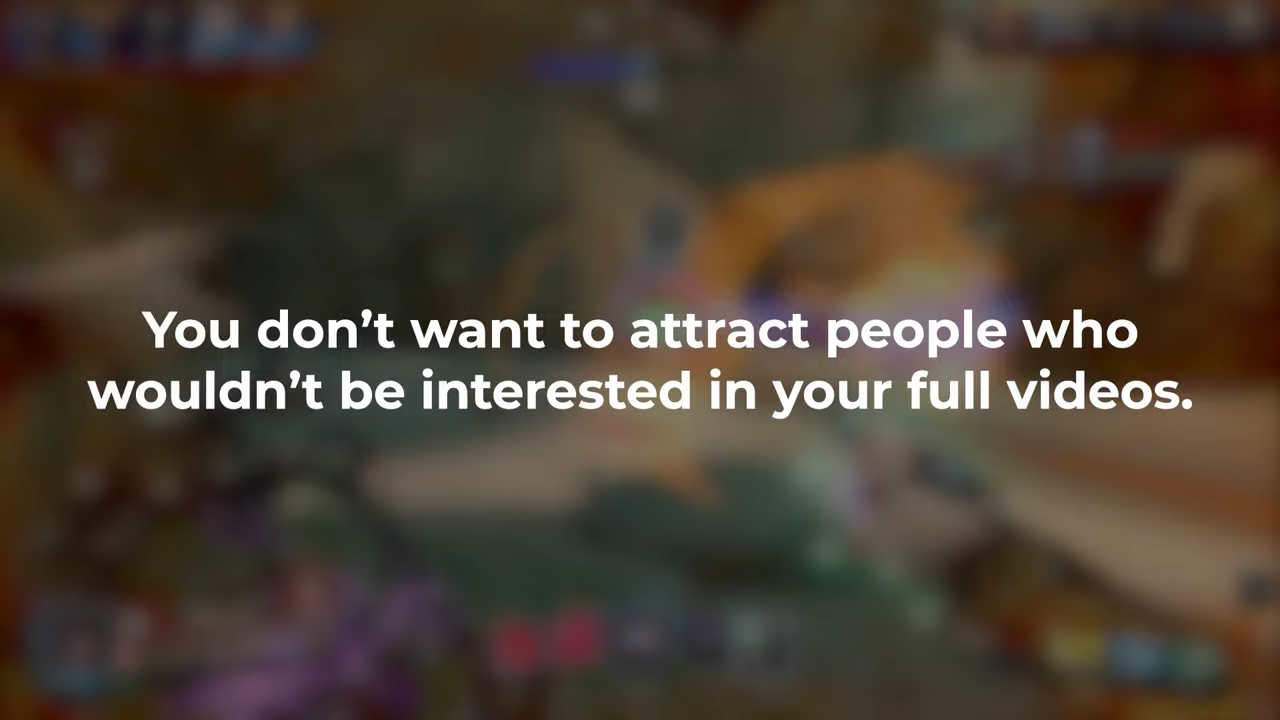 You don’t want to attract people who
wouldn’t be interested in your full videos.